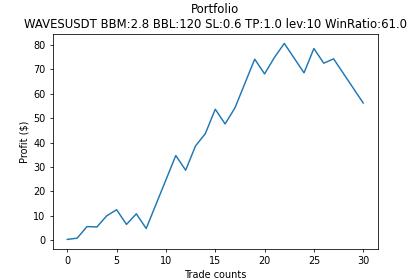 Portfolio
WAVESUSDT BBM:2.8 BBL:120 SL:0.6 TP:1.0 lev:10 WinRatio:61.0
80
70
60
50
40
30
20
10
0
Profit ($)
0 5 10 15 20 25 30
Trade counts